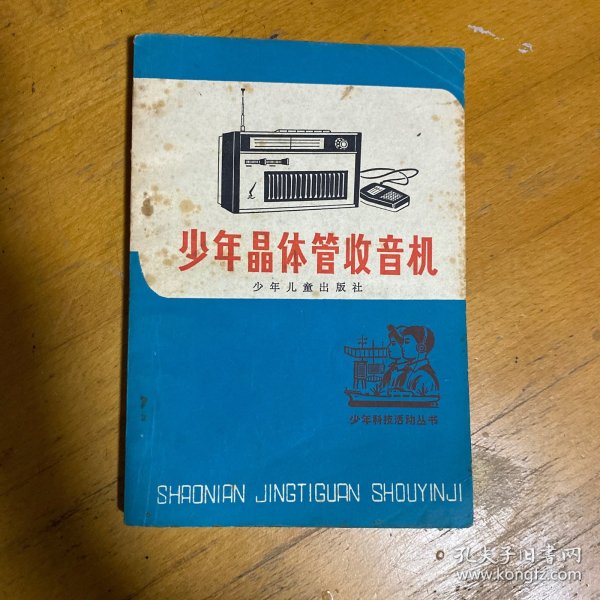 少年晶体管收音机
少年儿童出版社
少年科技活动丛书
SHAONIAN JINGTIGUAN SHOUYINJI
孔夫子旧书网
www.kongfz.com